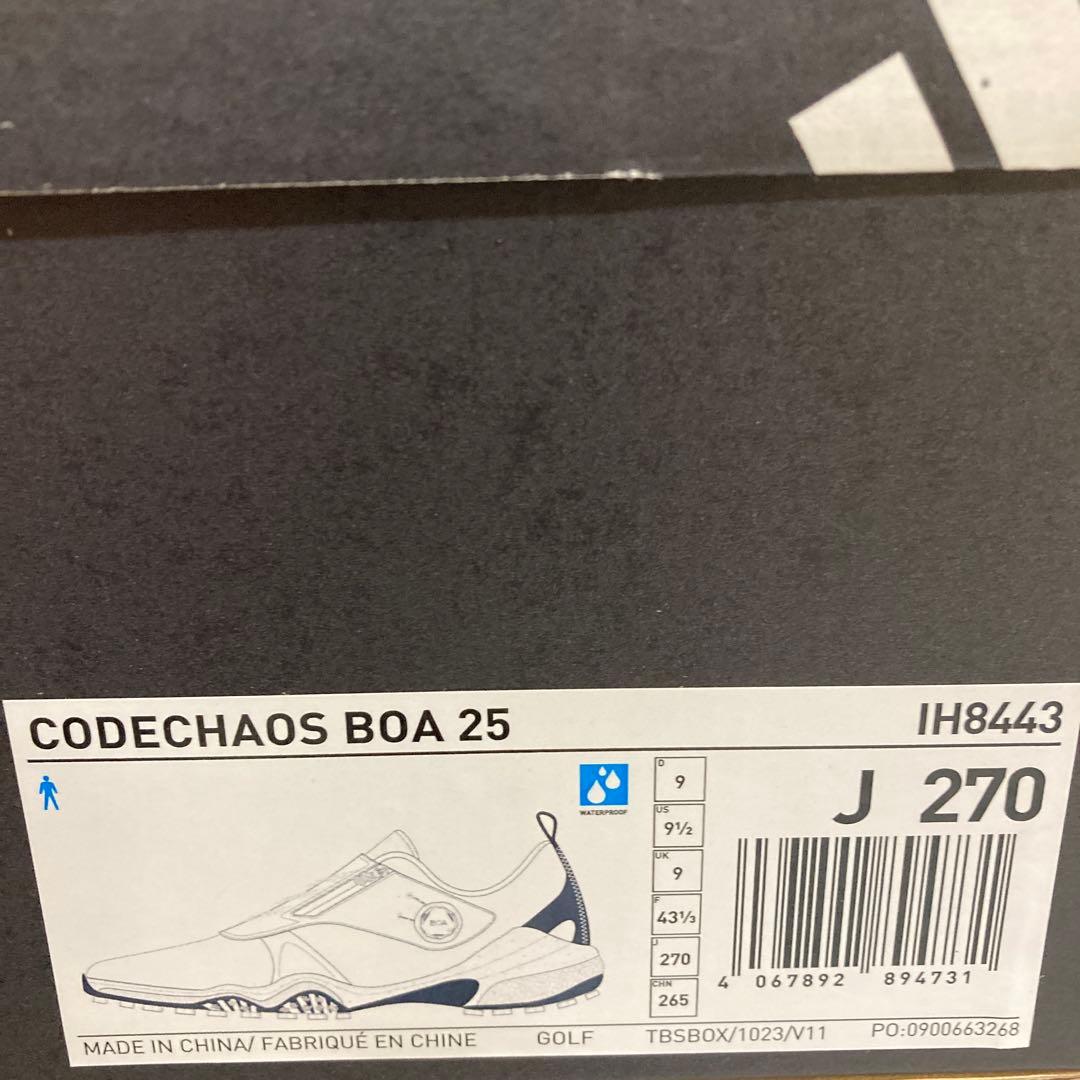 CODECHAOS BOA 25 IH8443
WATERPROOF
BOA
D 9
US 9½
UK 9
F 43⅓
J 270
CHN 265
J 270
4 067892 894731
MADE IN CHINA/ FABRIQUÉ EN CHINE GOLF TBSBOX/1023/V11 PO:0900663268